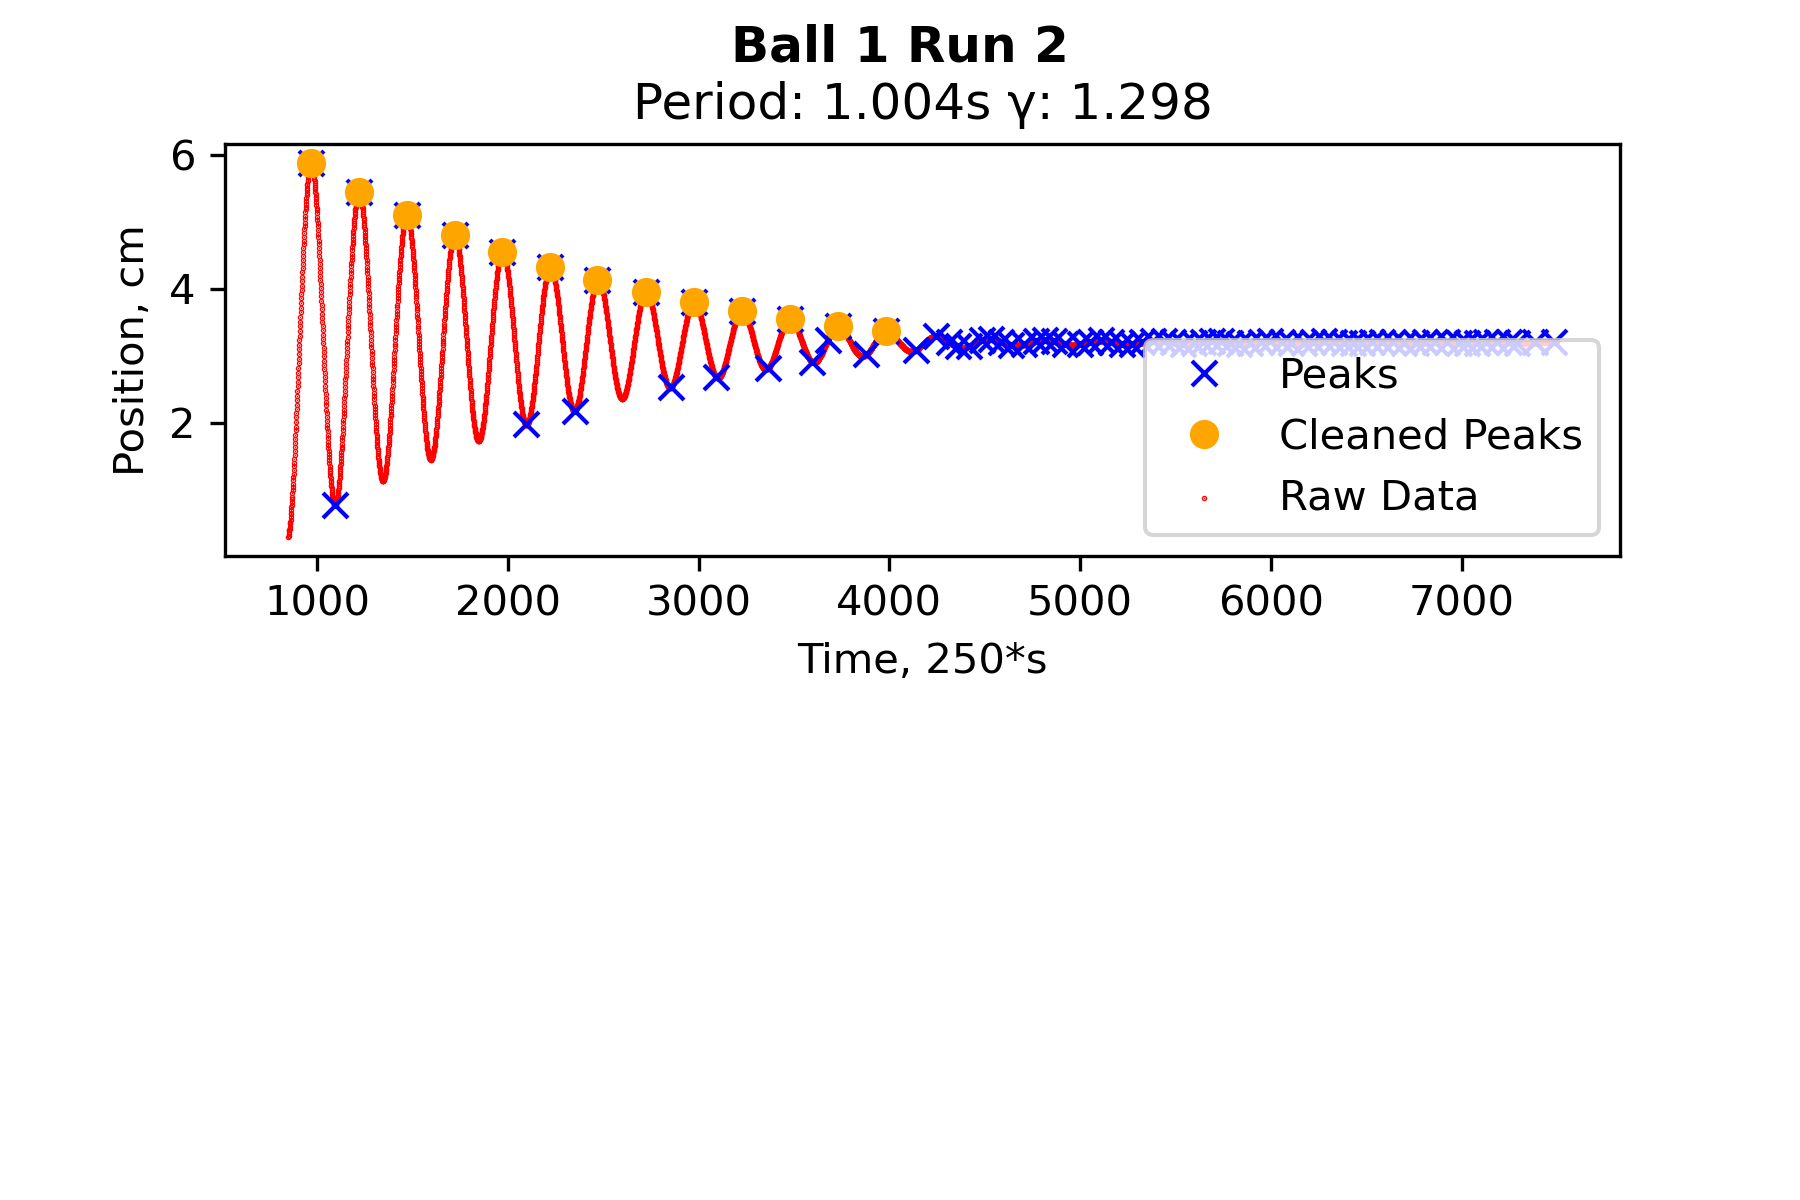 Ball 1 Run 2
Period: 1.004s γ: 1.298
6
4
2
Position, cm
1000 2000 3000 4000 5000 6000 7000
Time, 250*s
Peaks
Cleaned Peaks
Raw Data